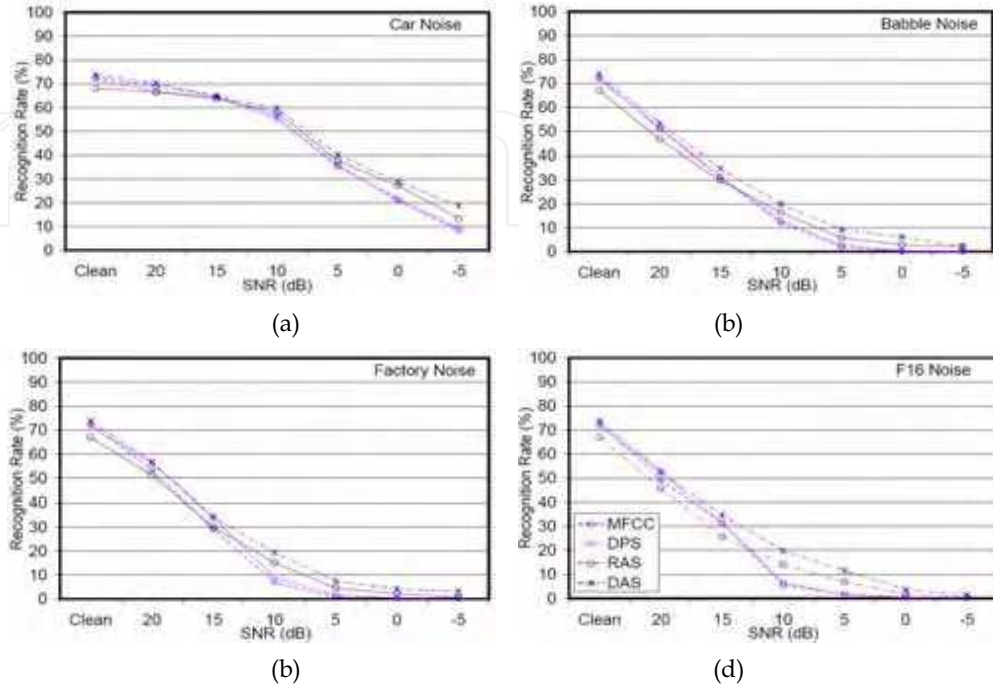 Car Noise
Recognition Rate (%)
100
90
80
70
60
50
40
30
20
10
0
Clean 20 15 10 5 0 -5
SNR (dB)
(a)
Babble Noise
Recognition Rate (%)
100
90
80
70
60
50
40
30
20
10
0
Clean 20 15 10 5 0 -5
SNR (dB)
(b)
Factory Noise
Recognition Rate (%)
100
90
80
70
60
50
40
30
20
10
0
Clean 20 15 10 5 0 -5
SNR (dB)
(b)
F16 Noise
Recognition Rate (%)
100
90
80
70
60
50
40
30
20
10
0
MFCC
DPS
RAS
DAS
Clean 20 15 10 5 0 -5
SNR (dB)
(d)